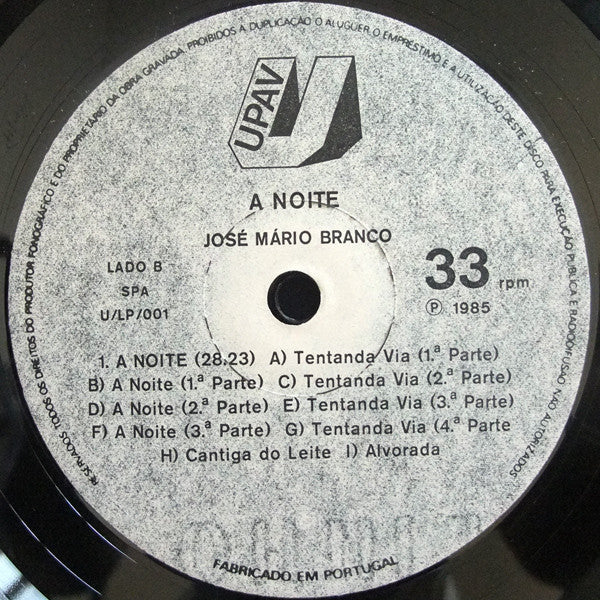 RESERVADOS TODOS OS DIREITOS DO PRODUTOR FONOGRÁFICO E DO PROPRIETÁRIO DA OBRA GRAVADA. PROIBIDOS A DUPLICAÇÃO O ALUGUER O EMPRÉSTIMO E A UTILIZAÇÃO DESTE DISCO PARA EXECUÇÃO PÚBLICA E RADIODIFUSÃO NÃO AUTORIZADOS
UPAV
A NOITE
JOSÉ MÁRIO BRANCO
LADO B
SPA
U/LP/001
33 rpm
Ⓟ 1985
1. A NOITE (28,23) A) Tentanda Via (1.ª Parte)
B) A Noite (1.ª Parte) C) Tentanda Via (2.ª Parte)
D) A Noite (2.ª Parte) E) Tentanda Via (3.ª Parte)
F) A Noite (3.ª Parte) G) Tentanda Via (4.ª Parte
H) Cantiga do Leite I) Alvorada
FABRICADO EM PORTUGAL